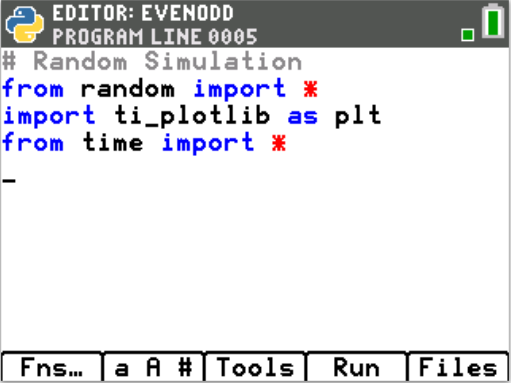 EDITOR: EVENODD
PROGRAM LINE 0005
# Random Simulation
from random import *
import ti_plotlib as plt
from time import *
_
Fns… a A # Tools Run Files